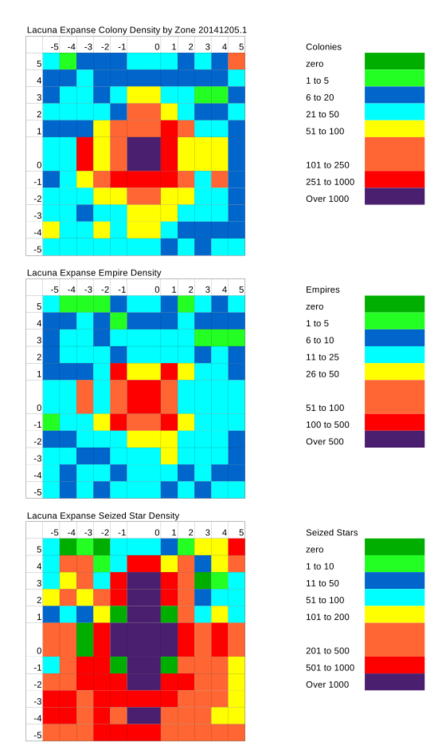 Lacuna Expanse Colony Density by Zone 20141205.1
-5 -4 -3 -2 -1 0 1 2 3 4 5
Colonies
5
zero
4
1 to 5
3
6 to 20
2
21 to 50
1
51 to 100
0
101 to 250
-1
251 to 1000
-2
Over 1000
-3
-4
-5
Lacuna Expanse Empire Density
-5 -4 -3 -2 -1 0 1 2 3 4 5
Empires
5
zero
4
1 to 5
3
6 to 10
2
11 to 25
1
26 to 50
0
51 to 100
-1
100 to 500
-2
Over 500
-3
-4
-5
Lacuna Expanse Seized Star Density
-5 -4 -3 -2 -1 0 1 2 3 4 5
Seized Stars
5
zero
4
1 to 10
3
11 to 50
2
51 to 100
1
101 to 200
0
201 to 500
-1
501 to 1000
-2
Over 1000
-3
-4
-5